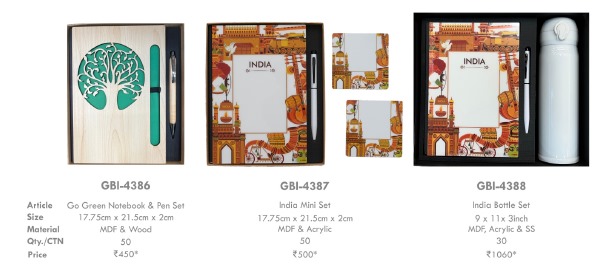 INDIA
INDIA
GBI-4386 GBI-4387 GBI-4388
Article Go Green Notebook & Pen Set India Mini Set India Bottle Set
Size 17.75cm x 21.5cm x 2cm 17.75cm x 21.5cm x 2cm 9 x 11x 3inch
Material MDF & Wood MDF & Acrylic MDF, Acrylic & SS
Qty./CTN 50 50 30
Price ₹450* ₹500* ₹1060*